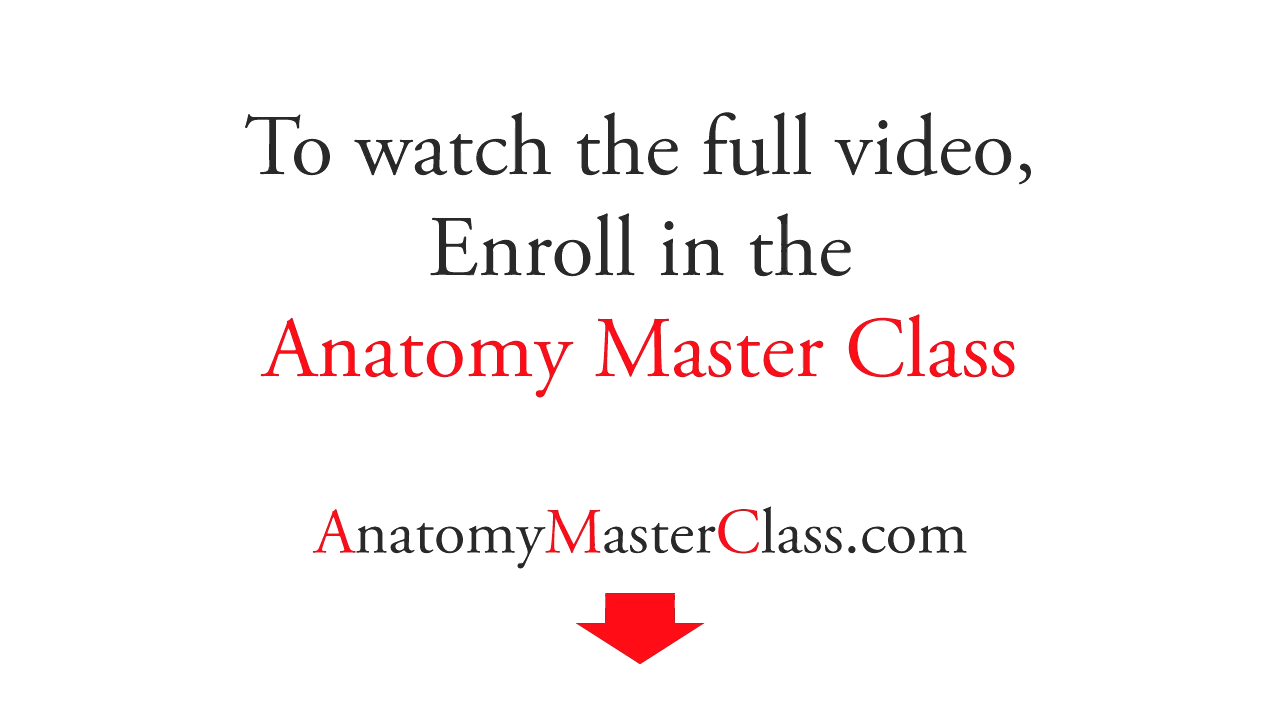 To watch the full video,
Enroll in the
Anatomy Master Class
AnatomyMasterClass.com